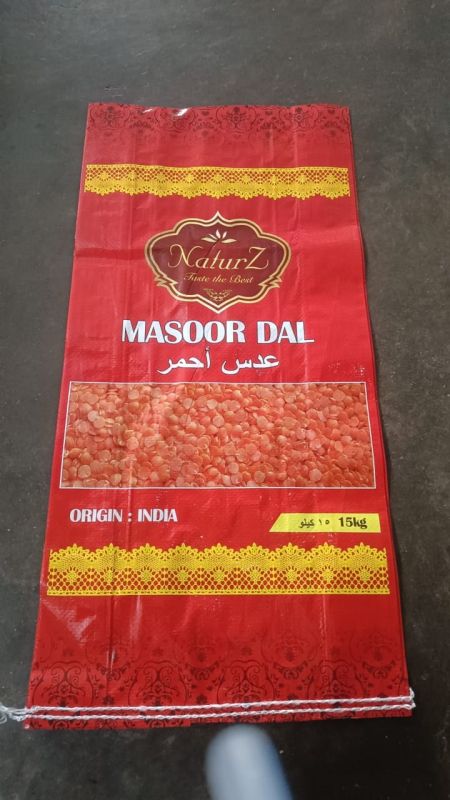 NaturZ
Taste the Best
MASOOR DAL
عدس أحمر
ORIGIN : INDIA
١٥ كيلو 15kg